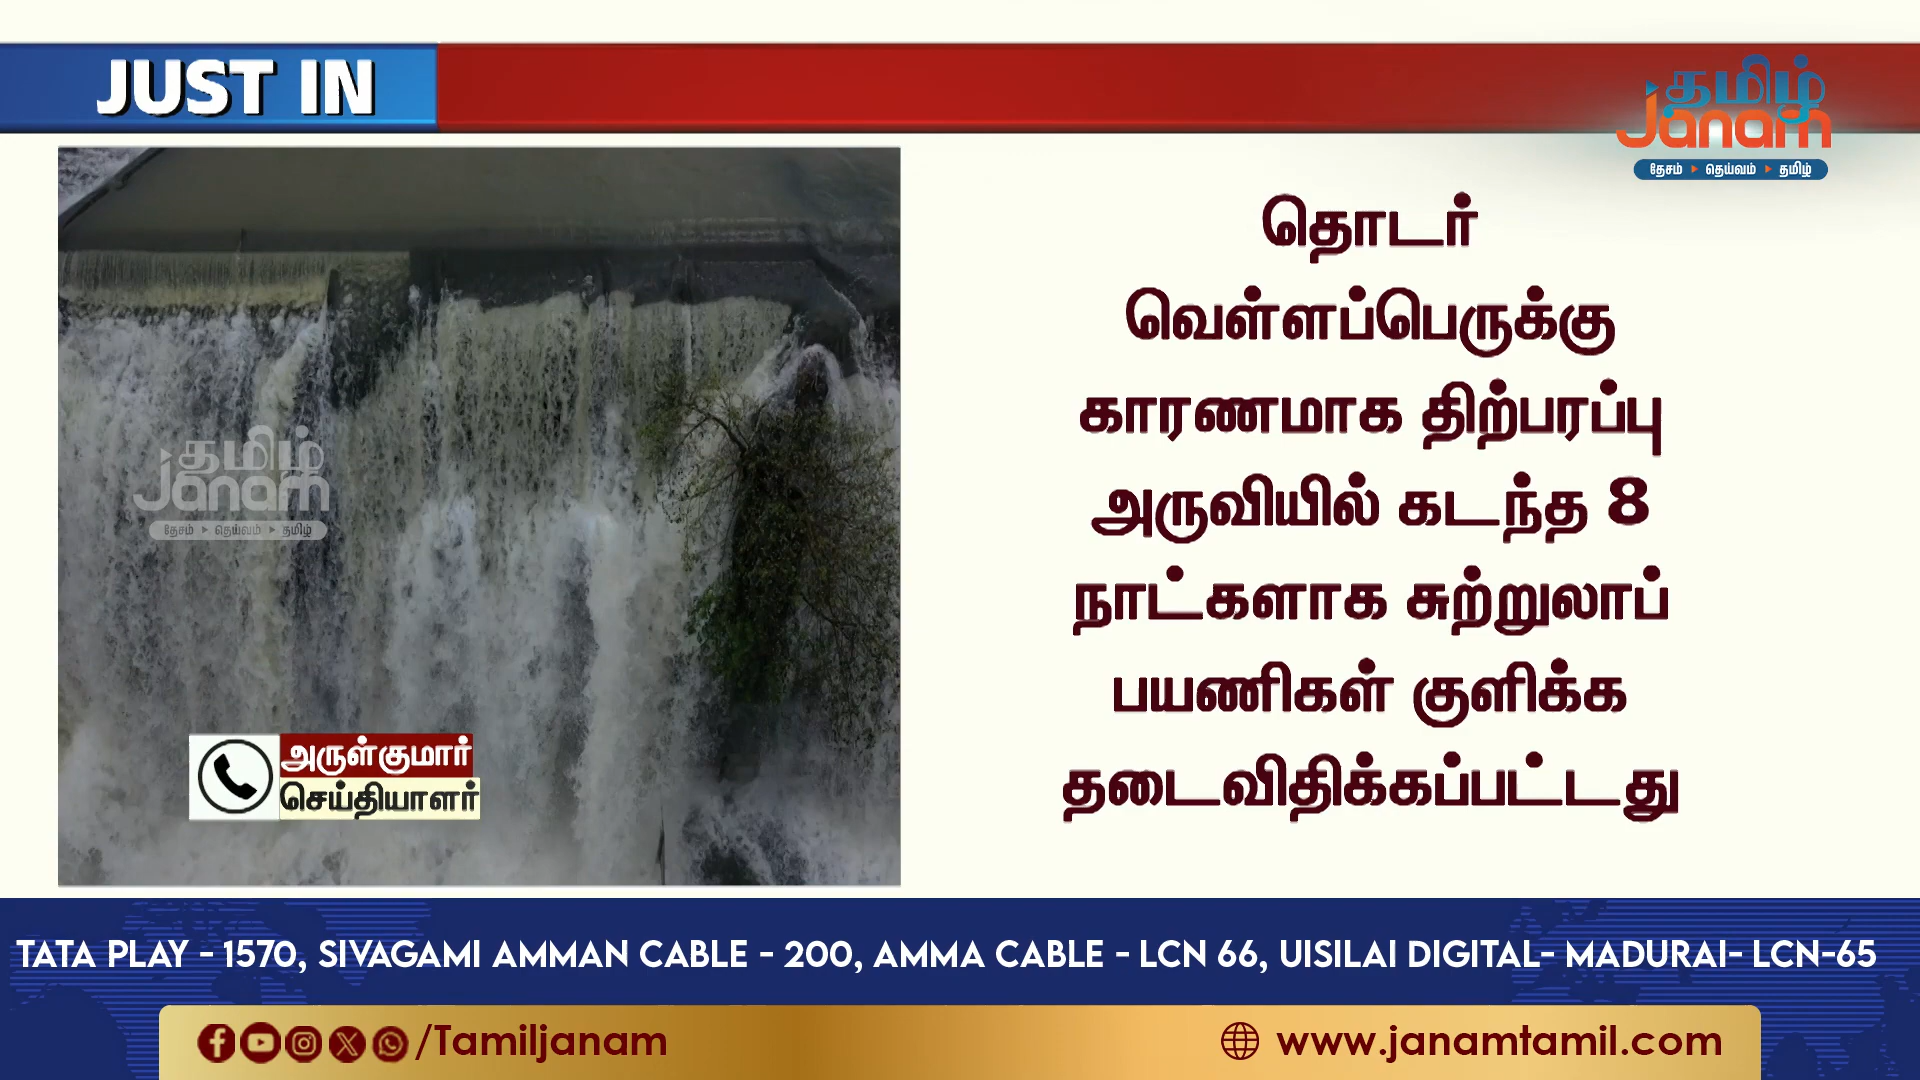 JUST IN
தமிழ்
Janam
தேசம் ▸ தெய்வம் ▸ தமிழ்
தொடர்
வெள்ளப்பெருக்கு
காரணமாக திற்பரப்பு
அருவியில் கடந்த 8
நாட்களாக சுற்றுலாப்
பயணிகள் குளிக்க
தடைவிதிக்கப்பட்டது
தமிழ்
Janam
தேசம் ▸ தெய்வம் ▸ தமிழ்
அருள்குமார்
செய்தியாளர்
TATA PLAY - 1570, SIVAGAMI AMMAN CABLE - 200, AMMA CABLE - LCN 66, UISILAI DIGITAL- MADURAI- LCN-65
/Tamiljanam
www.janamtamil.com